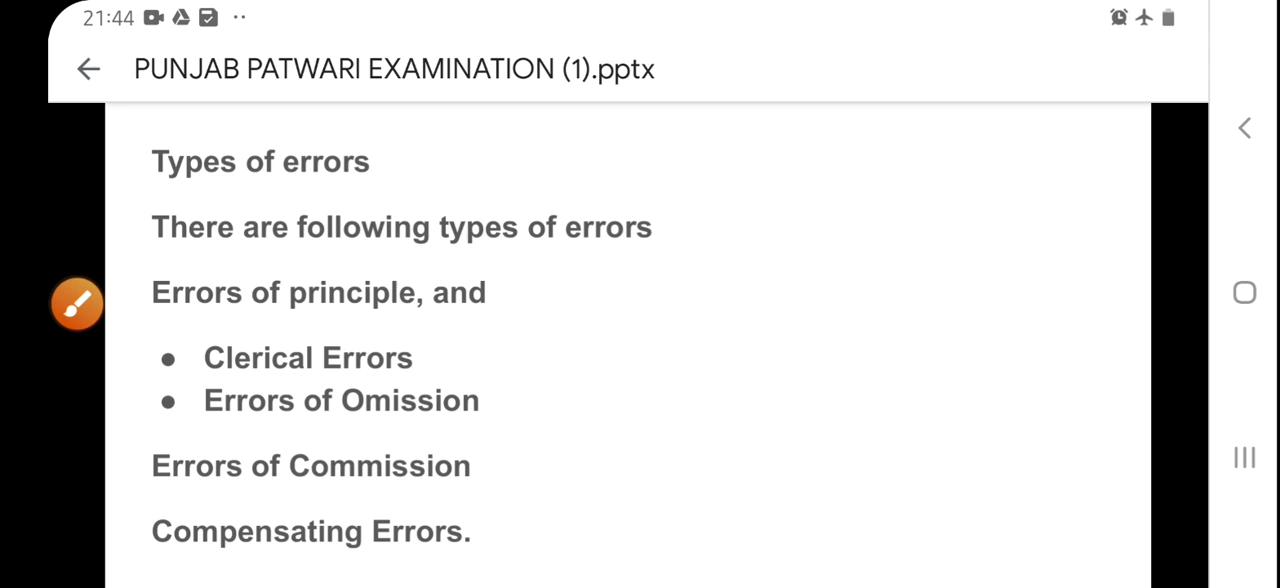 21:44
PUNJAB PATWARI EXAMINATION (1).pptx
Types of errors
There are following types of errors
Errors of principle, and
● Clerical Errors
● Errors of Omission
Errors of Commission
Compensating Errors.